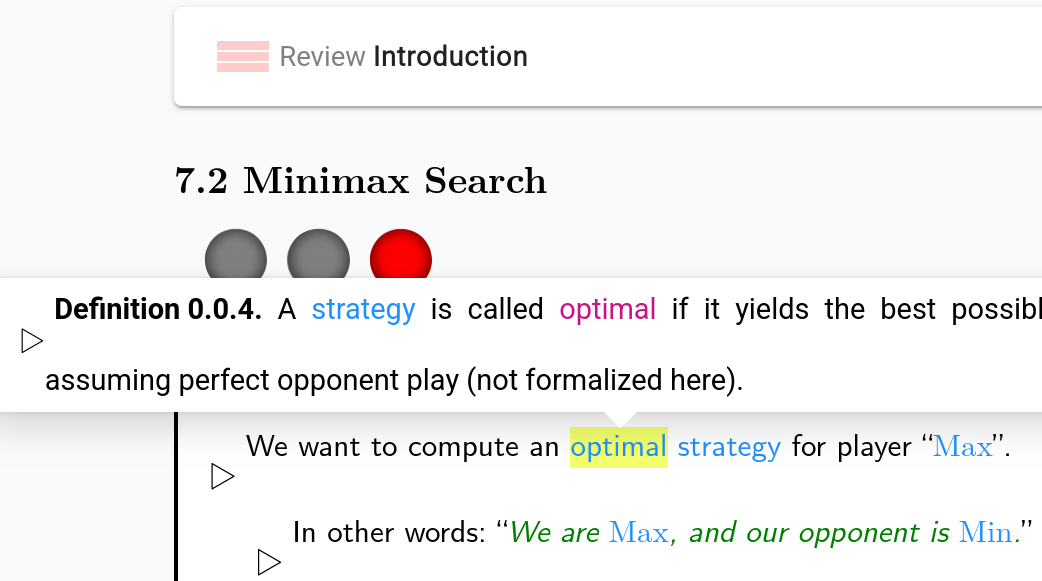 Review Introduction
7.2 Minimax Search
Definition 0.0.4. A strategy is called optimal if it yields the best
assuming perfect opponent play (not formalized here).
We want to compute an optimal strategy for player “Max”.
In other words: “We are Max, and our opponent is Min.”